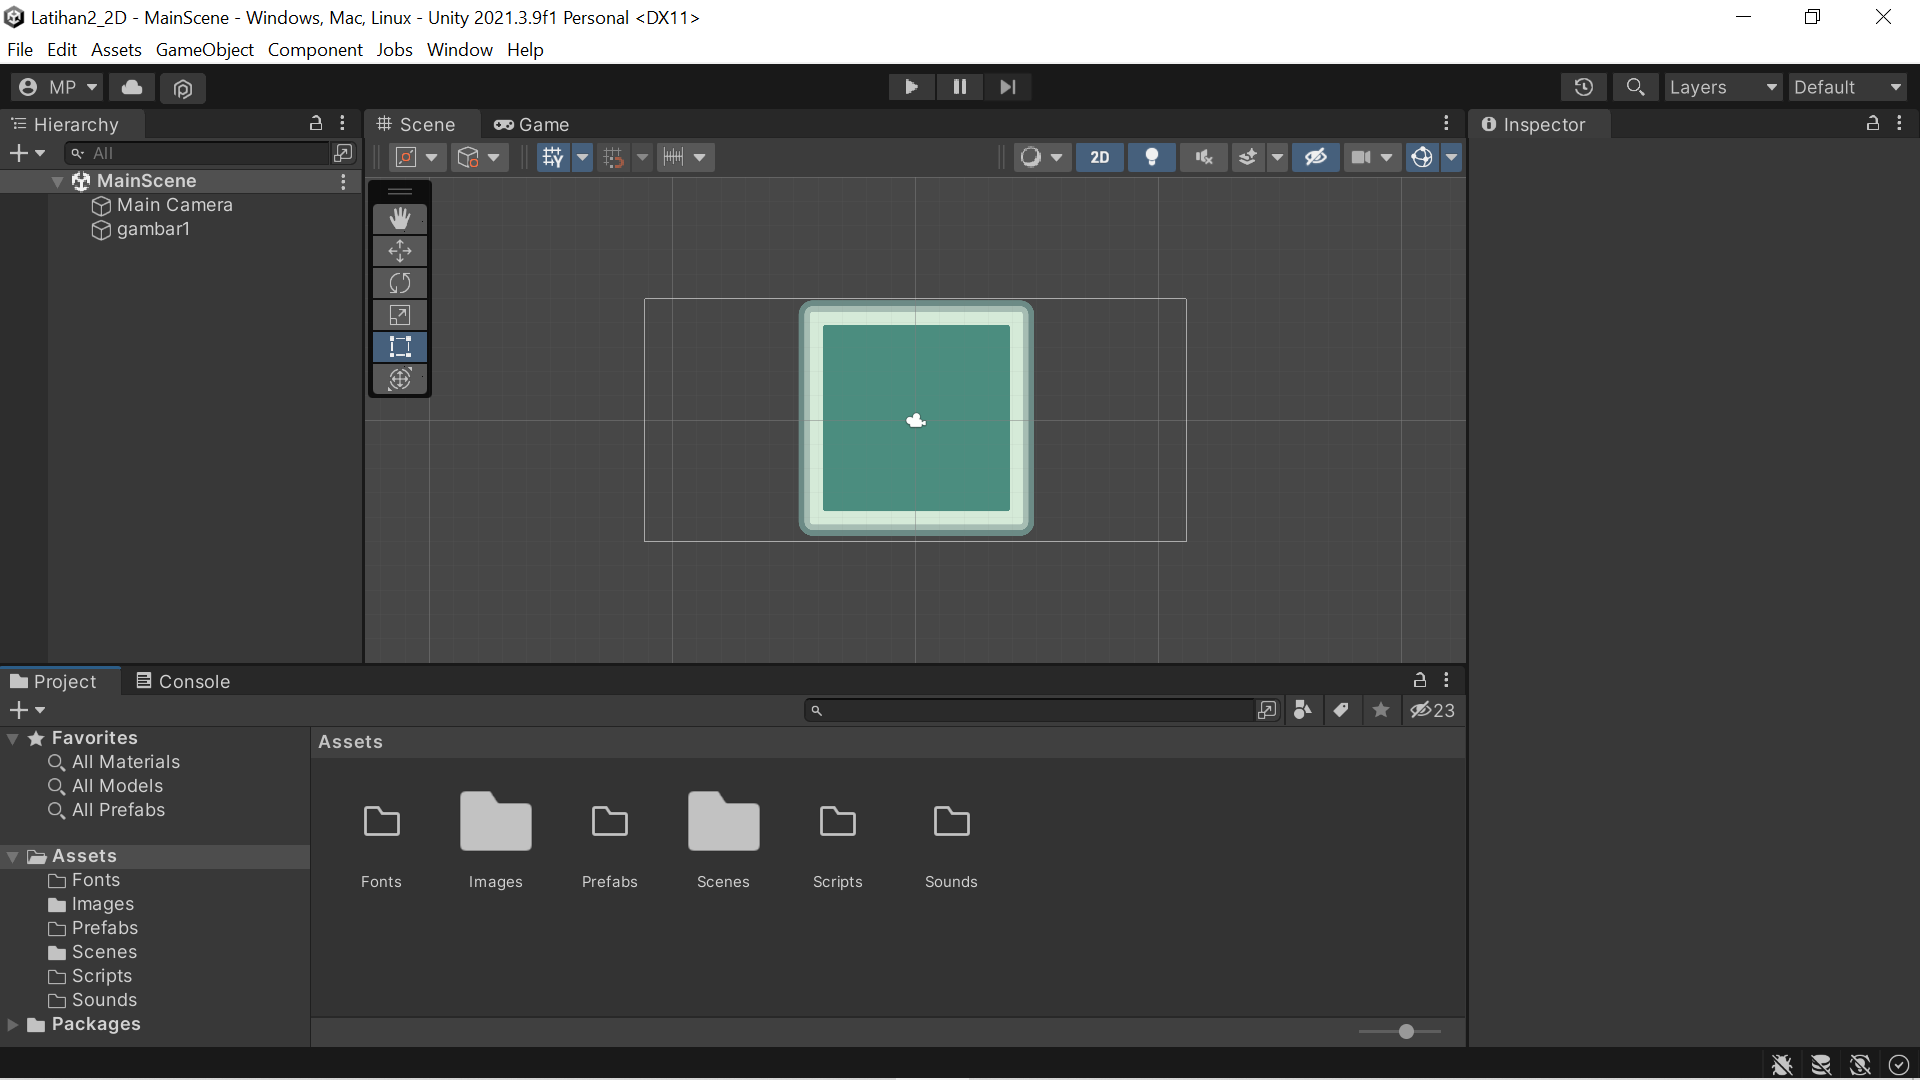 Latihan2_2D - MainScene - Windows, Mac, Linux - Unity 2021.3.9f1 Personal <DX11>
File Edit Assets GameObject Component Jobs Window Help
MP
Layers
Default
Hierarchy
Scene
Game
Inspector
All
2D
MainScene
Main Camera
gambar1
Project
Console
23
Favorites
All Materials
All Models
All Prefabs
Assets
Fonts
Images
Prefabs
Scenes
Scripts
Sounds
Packages
Assets
Fonts
Images
Prefabs
Scenes
Scripts
Sounds